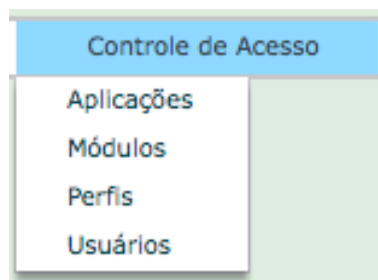 Controle de Acesso
Aplicações
Módulos
Perfis
Usuários